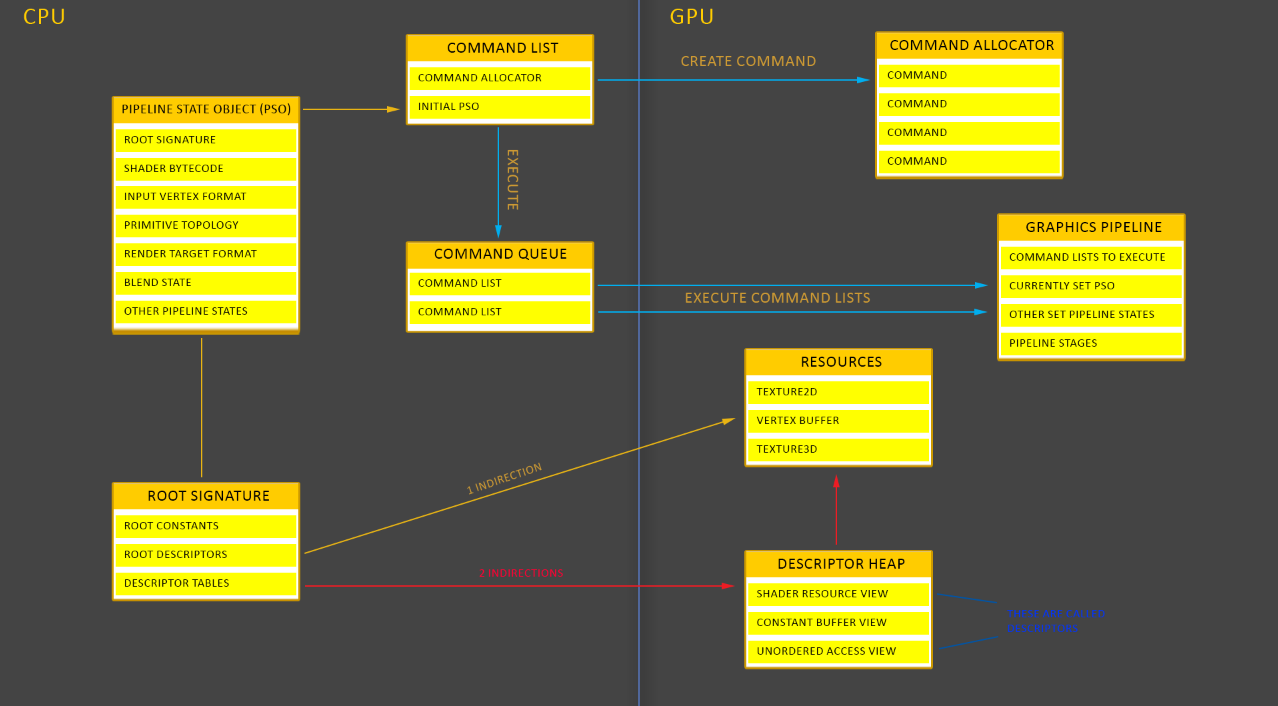 CPU
GPU
COMMAND LIST
COMMAND ALLOCATOR
INITIAL PSO
CREATE COMMAND
COMMAND ALLOCATOR
COMMAND
COMMAND
COMMAND
COMMAND
PIPELINE STATE OBJECT (PSO)
ROOT SIGNATURE
SHADER BYTECODE
INPUT VERTEX FORMAT
PRIMITIVE TOPOLOGY
RENDER TARGET FORMAT
BLEND STATE
OTHER PIPELINE STATES
EXECUTE
COMMAND QUEUE
COMMAND LIST
COMMAND LIST
EXECUTE COMMAND LISTS
GRAPHICS PIPELINE
COMMAND LISTS TO EXECUTE
CURRENTLY SET PSO
OTHER SET PIPELINE STATES
PIPELINE STAGES
RESOURCES
TEXTURE2D
VERTEX BUFFER
TEXTURE3D
1 INDIRECTION
ROOT SIGNATURE
ROOT CONSTANTS
ROOT DESCRIPTORS
DESCRIPTOR TABLES
2 INDIRECTIONS
DESCRIPTOR HEAP
SHADER RESOURCE VIEW
CONSTANT BUFFER VIEW
UNORDERED ACCESS VIEW
THESE ARE CALLED
DESCRIPTORS